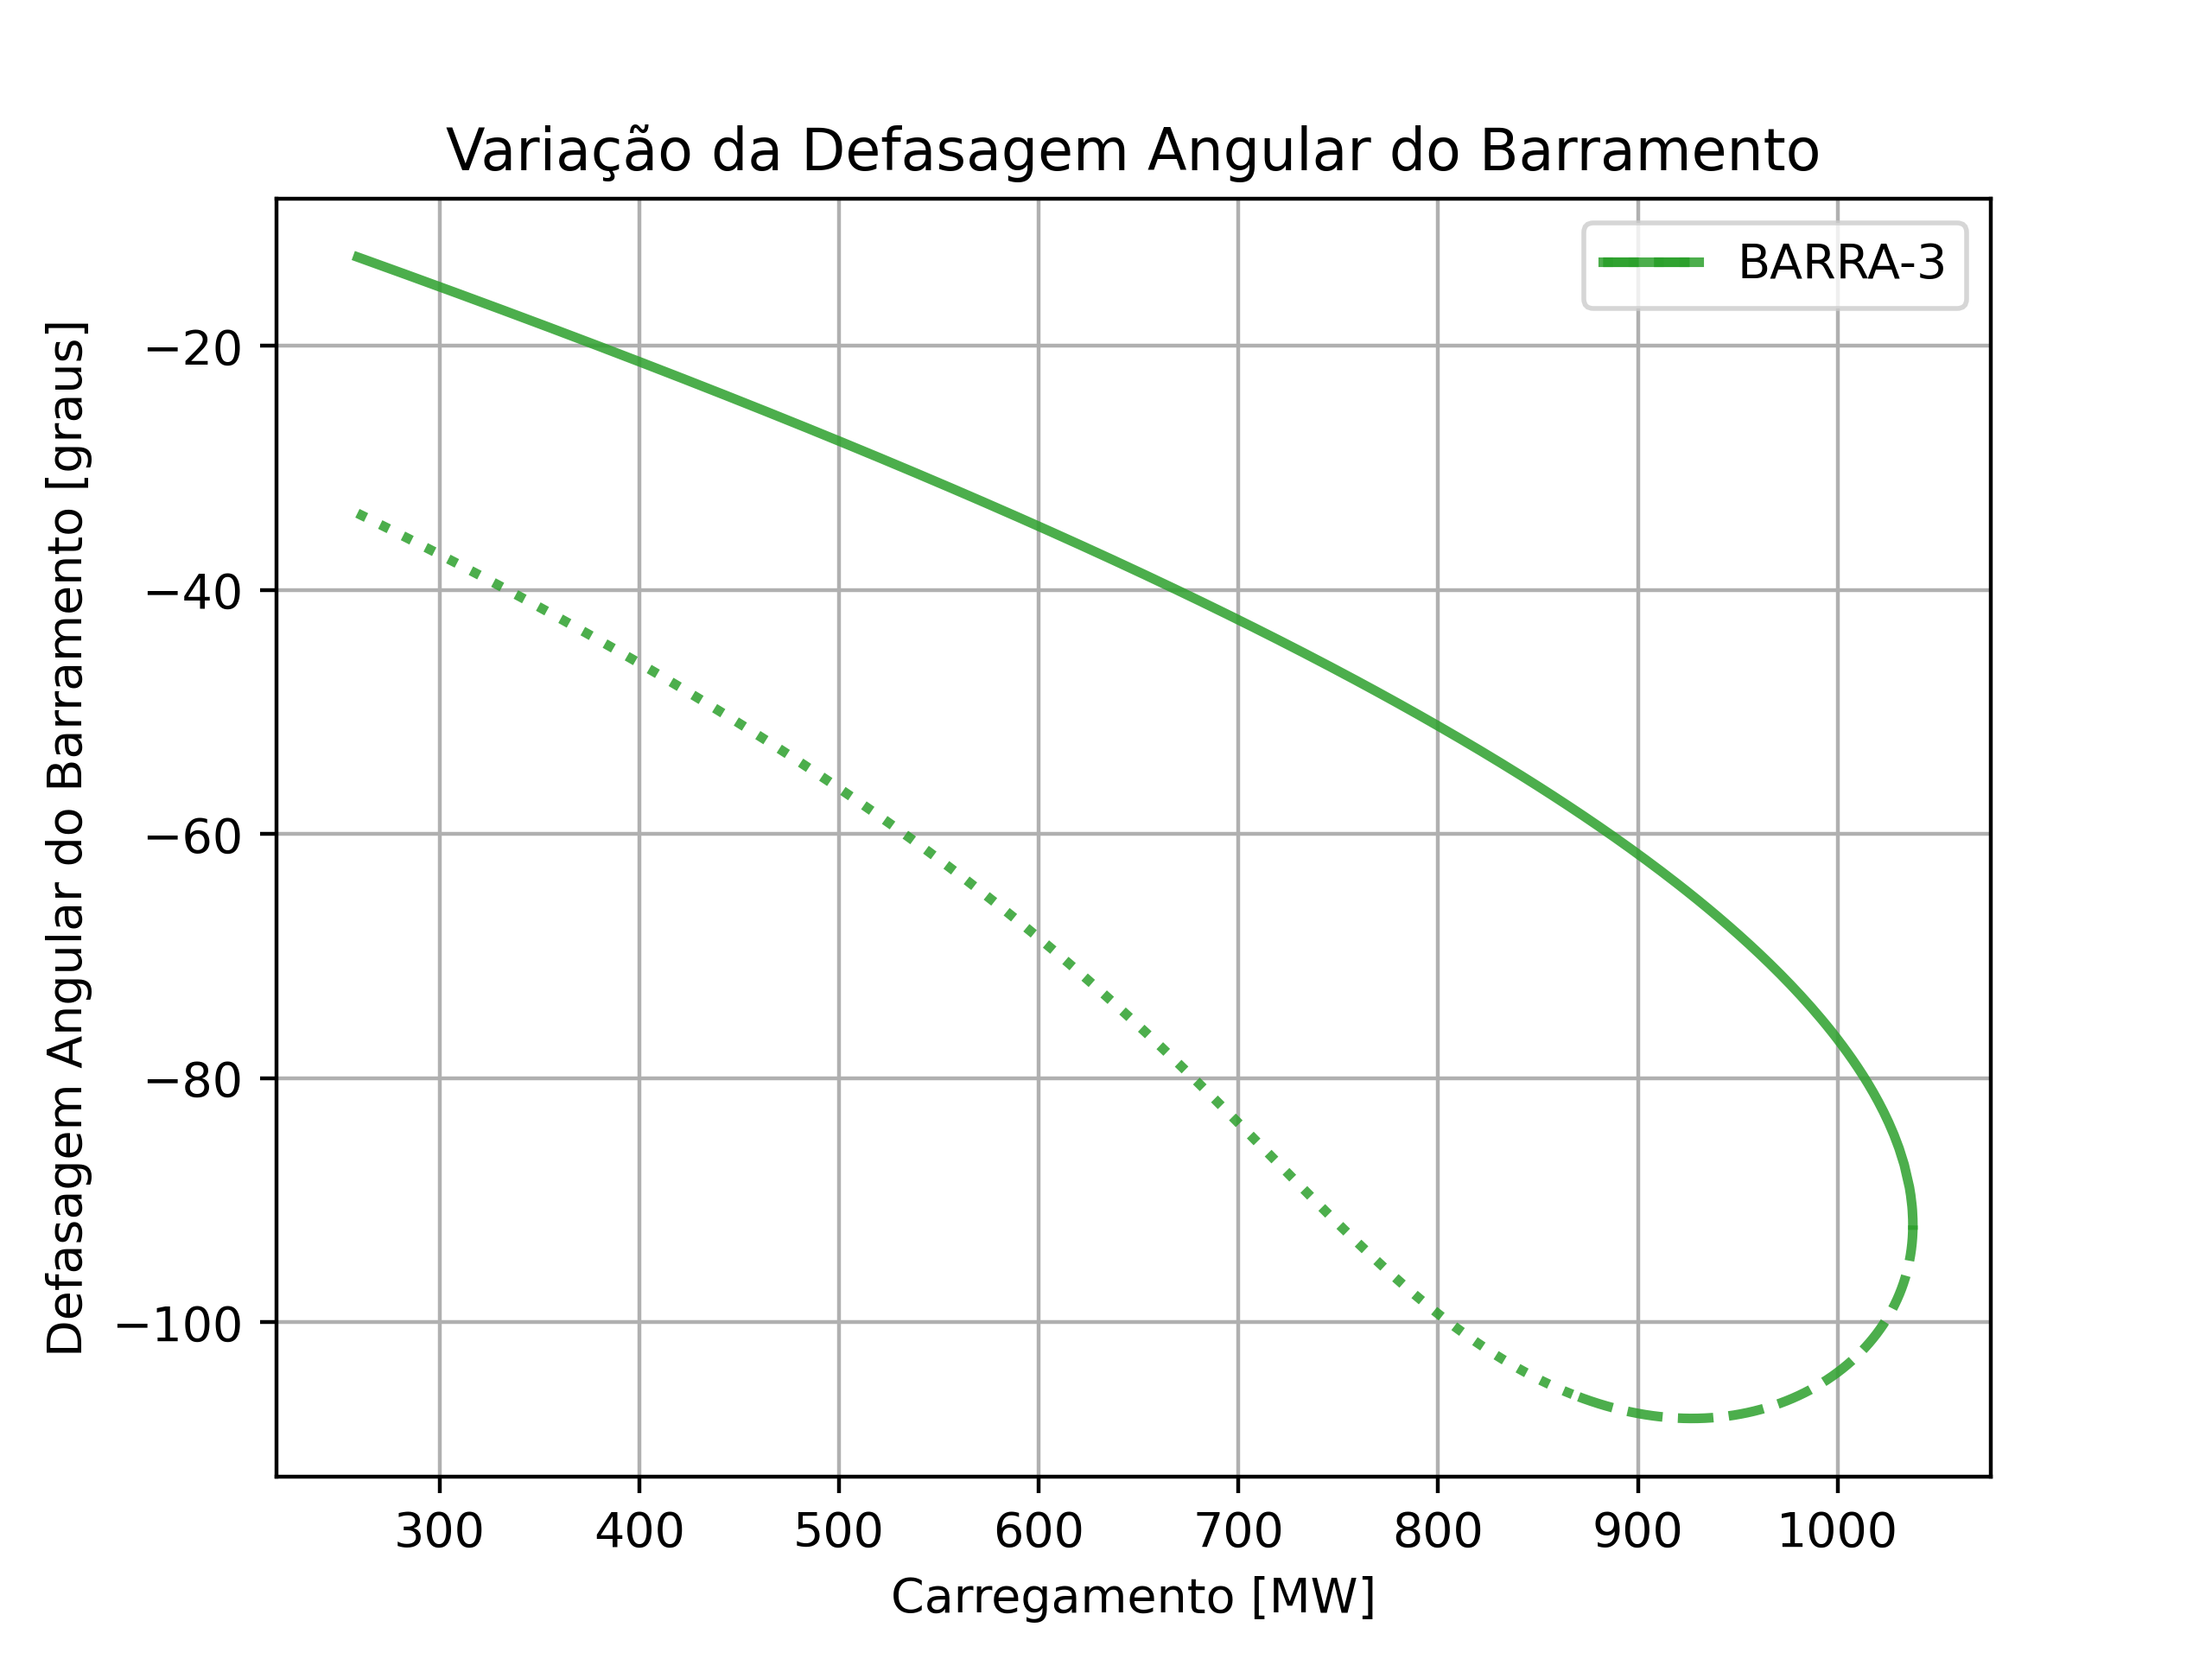 Variação da Defasagem Angular do Barramento
BARRA-3
Defasagem Angular do Barramento [graus]
−20
−40
−60
−80
−100
300 400 500 600 700 800 900 1000
Carregamento [MW]